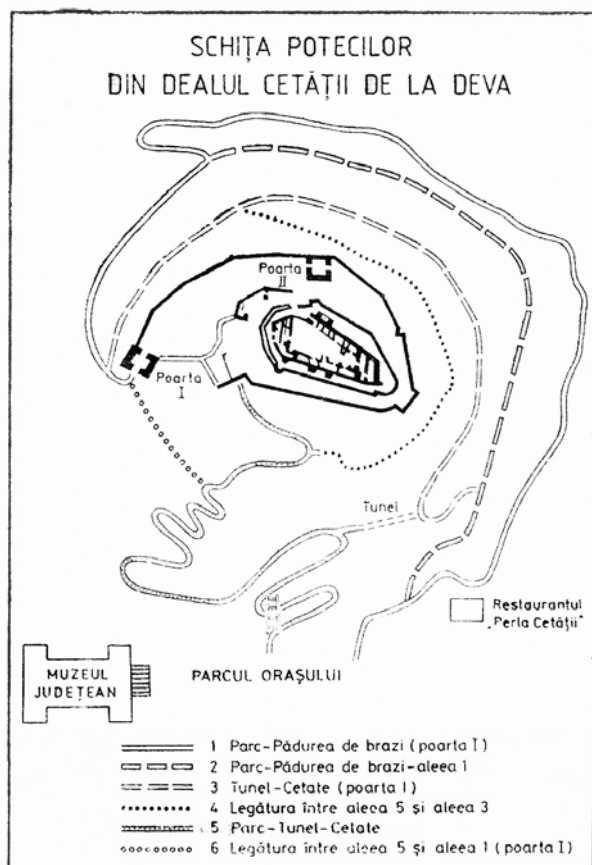 SCHIȚA POTECILOR
DIN DEALUL CETĂȚII DE LA DEVA
Poarta
II
Poarta
I
Tunel
Restaurantul
„Perla Cetății"
MUZEUL
JUDEȚEAN
PARCUL ORAȘULUI
1 Parc-Pădurea de brazi (poarta I)
2 Parc-Pădurea de brazi-aleea 1
3 Tunel-Cetate (poarta I)
4 Legătura între aleea 5 și aleea 3
5 Parc-Tunel-Cetate
6 Legătura între aleea 5 și aleea 1 (poarta I)